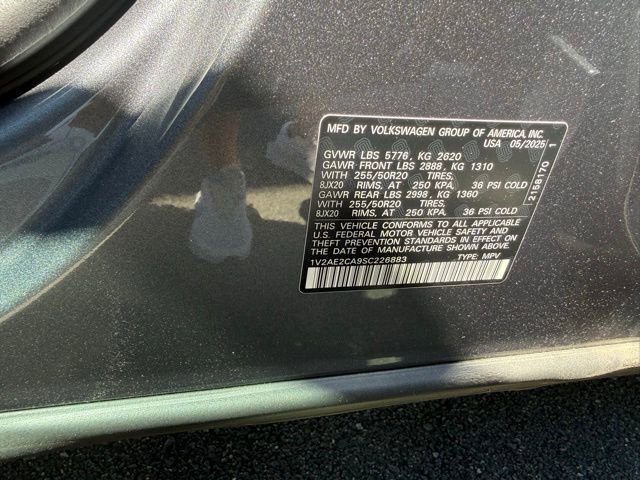 MFD BY VOLKSWAGEN GROUP OF AMERICA, INC.
USA 05/2025
GVWR LBS 5776, KG 2620
GAWR FRONT LBS 2888, KG 1310
WITH 255/50R20 TIRES,
8JX20 RIMS, AT 250 KPA, 36 PSI COLD
GAWR REAR LBS 2998, KG 1360
WITH 255/50R20 TIRES,
8JX20 RIMS, AT 250 KPA, 36 PSI COLD
THIS VEHICLE CONFORMS TO ALL APPLICABLE
U.S. FEDERAL MOTOR VEHICLE SAFETY AND
THEFT PREVENTION STANDARDS IN EFFECT ON
THE DATE OF MANUFACTURE SHOWN ABOVE.
1V2AE2CA9SC226883 TYPE: MPV
2158170 1